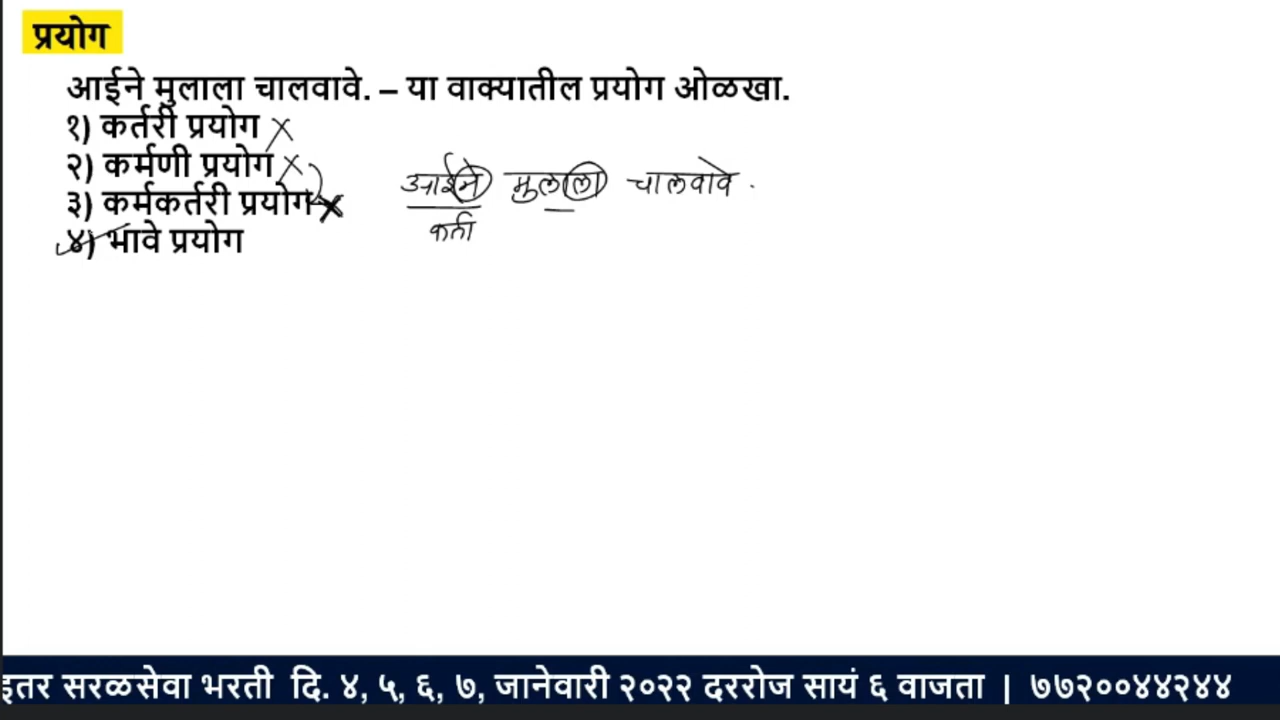 प्रयोग
आईने मुलाला चालवावे. – या वाक्यातील प्रयोग ओळखा.
१) कर्तरी प्रयोग
२) कर्मणी प्रयोग
३) कर्मकर्तरी प्रयोग
४) भावे प्रयोग
आईने मुलाला चालवावे.
कर्ता
इतर सरळसेवा भरती दि. ४, ५, ६, ७, जानेवारी २०२२ दररोज सायं ६ वाजता | ७७२००४४२४४